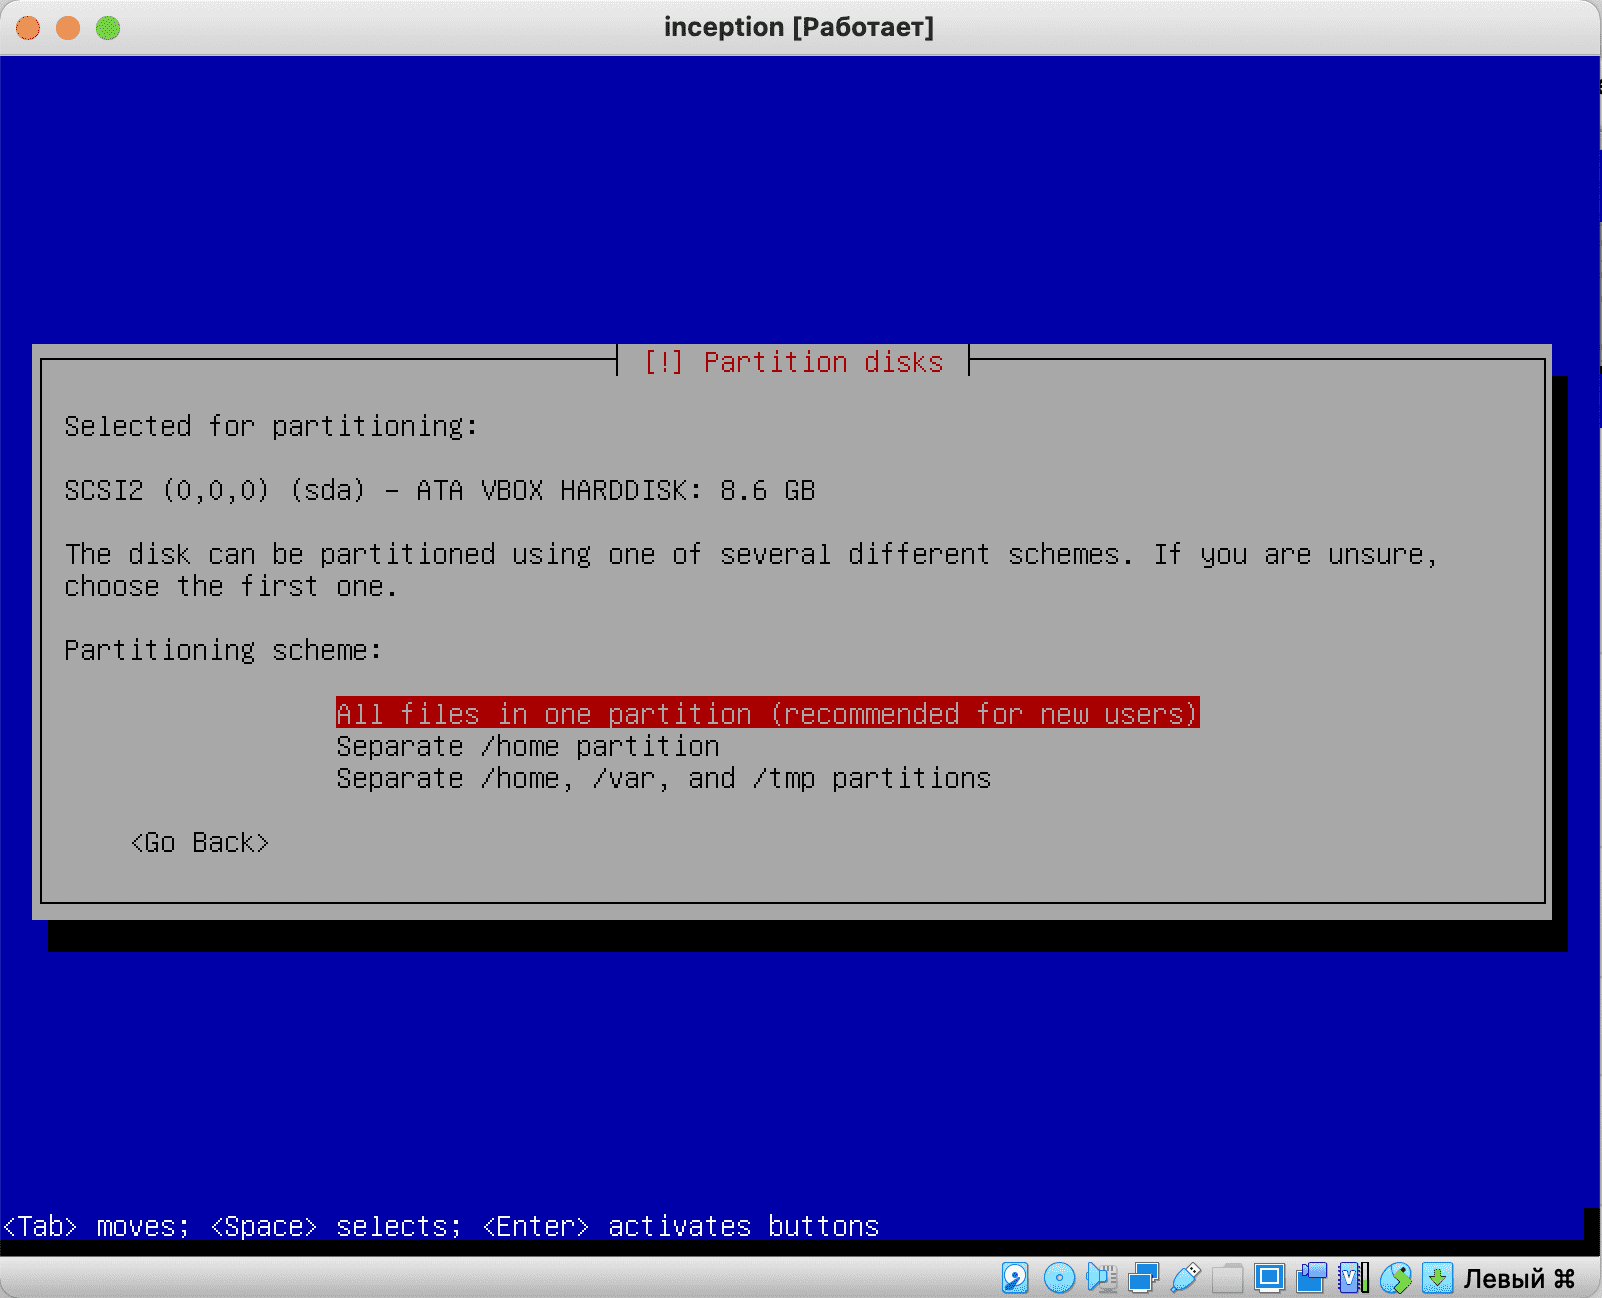 inception [Работает]
[!] Partition disks
Selected for partitioning:
SCSI2 (0,0,0) (sda) - ATA VBOX HARDDISK: 8.6 GB
The disk can be partitioned using one of several different schemes. If you are unsure,
choose the first one.
Partitioning scheme:
All files in one partition (recommended for new users)
Separate /home partition
Separate /home, /var, and /tmp partitions
<Go Back>
<Tab> moves; <Space> selects; <Enter> activates buttons
Левый ⌘